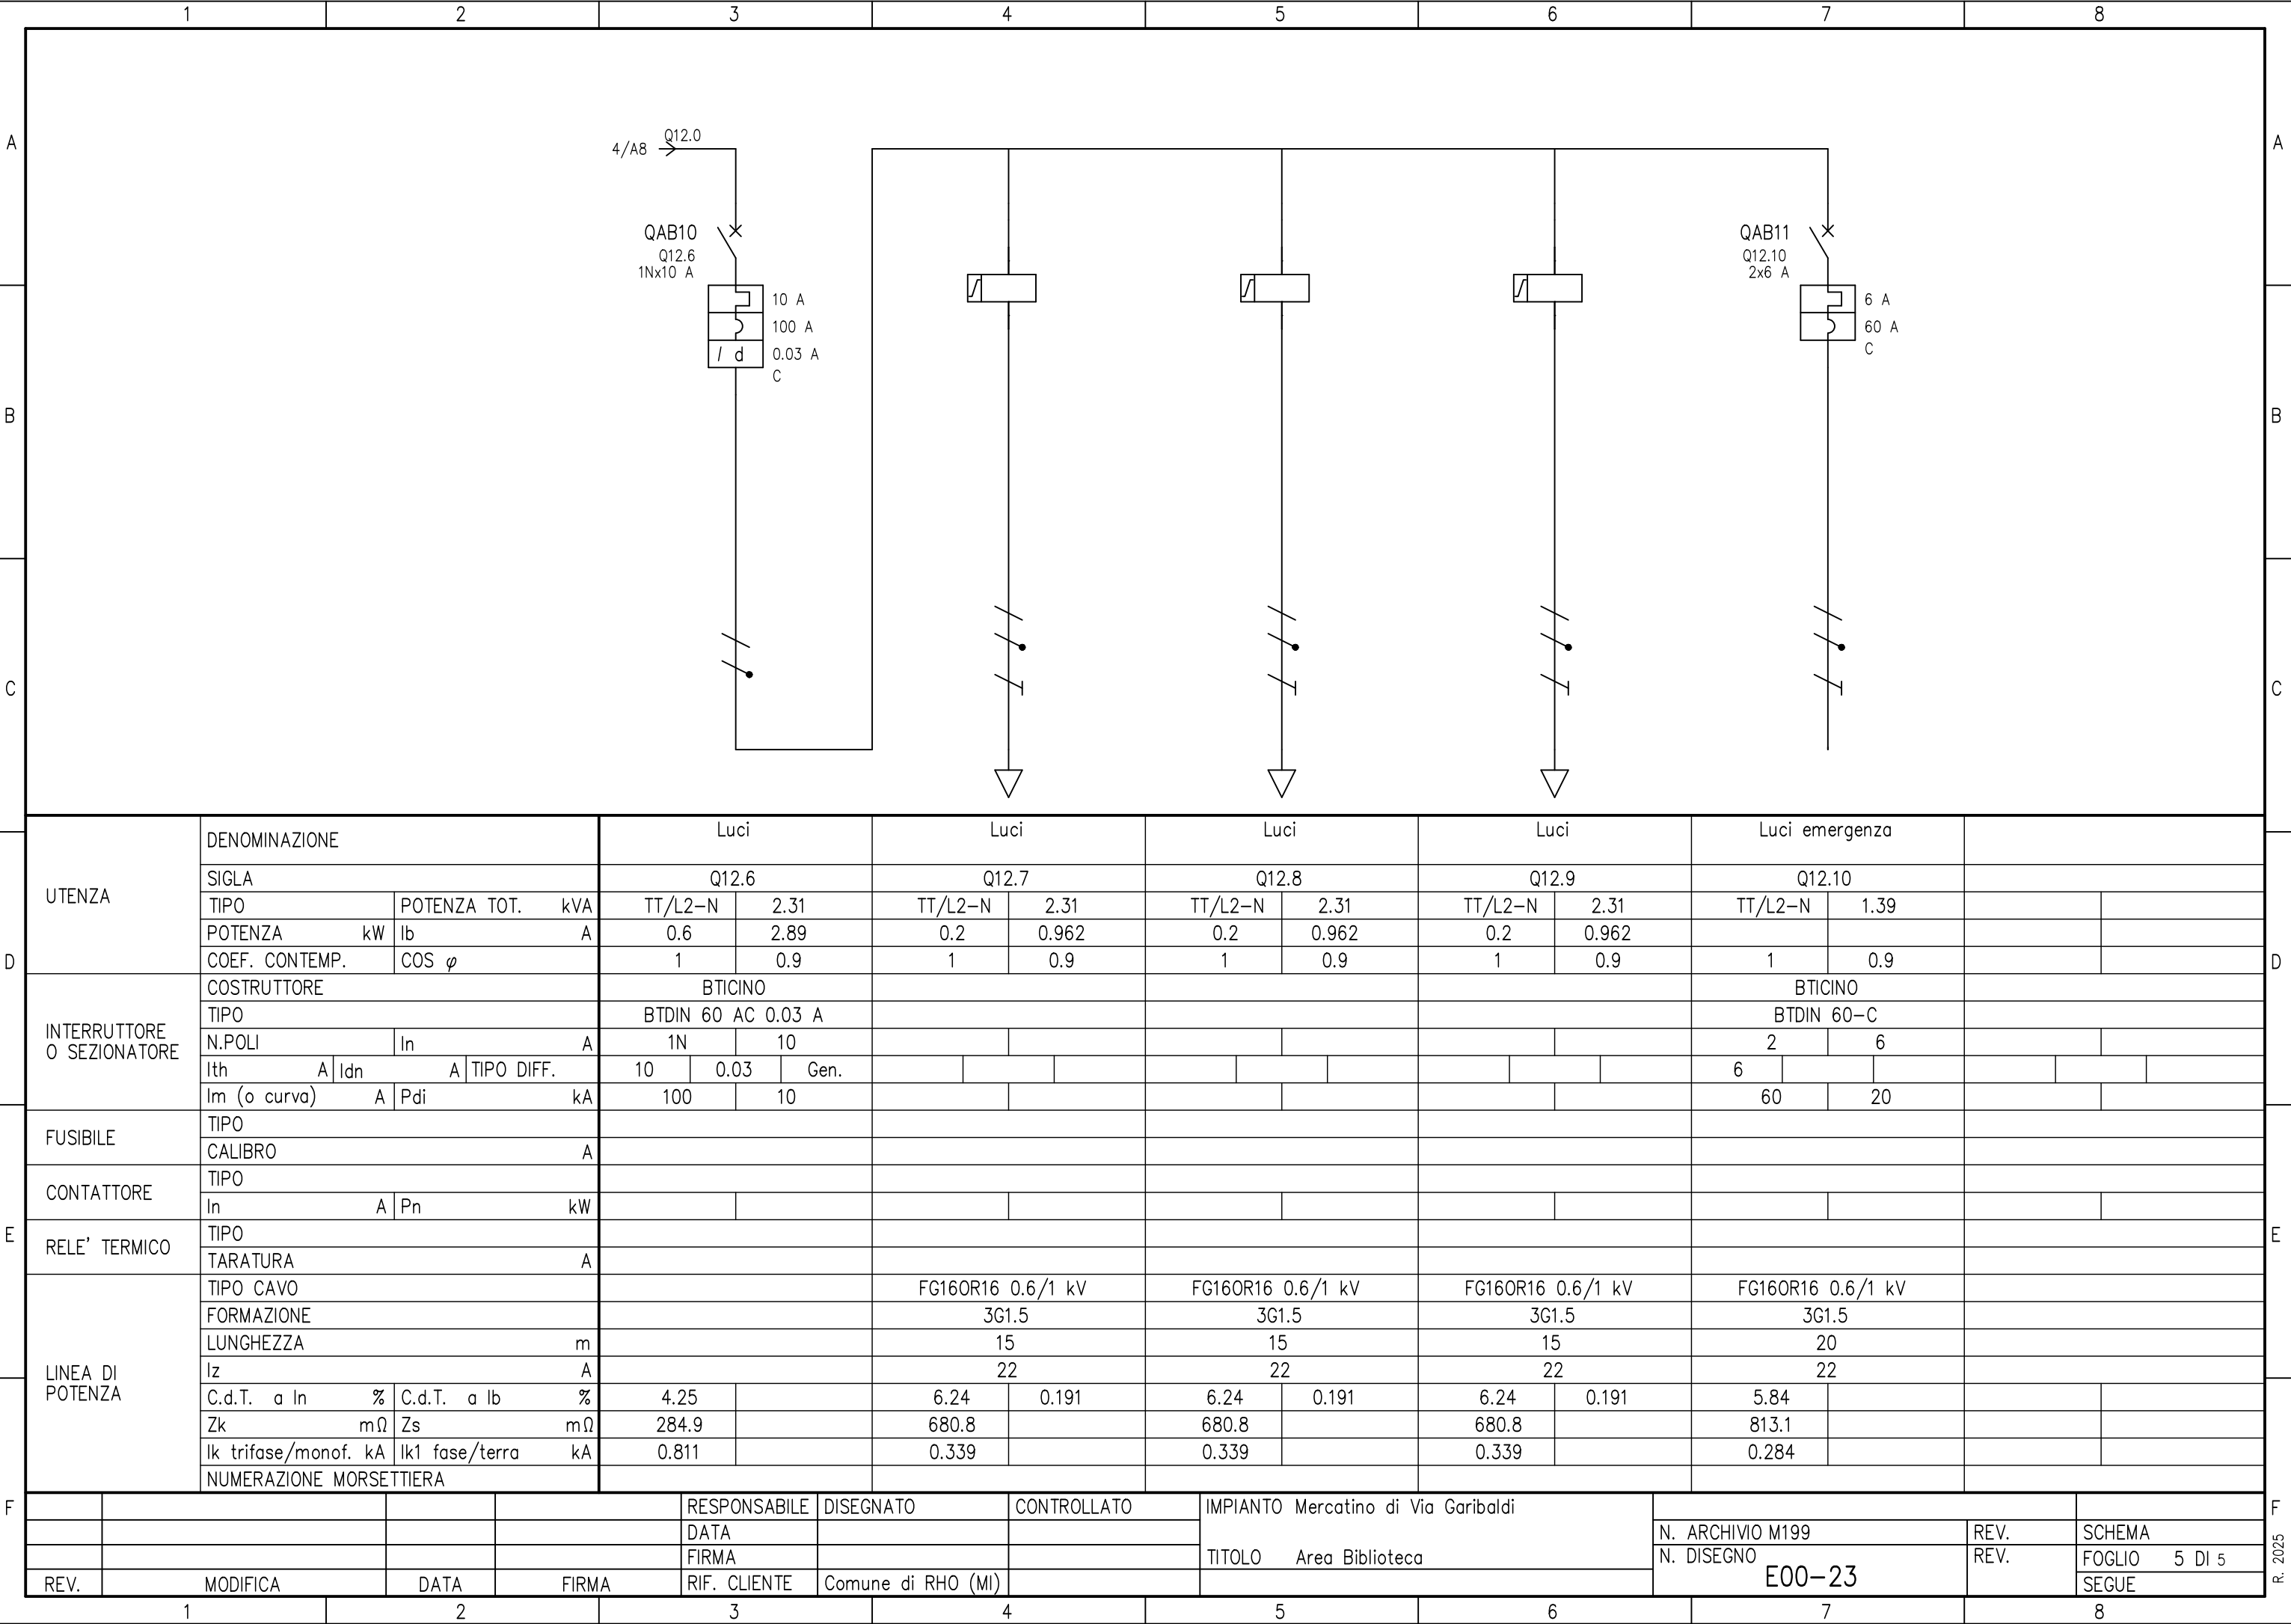 1 2 3 4 5 6 7 8
A A
Q12.0
4/A8
QAB10
Q12.6
1Nx10 A
10 A
100 A
I d 0.03 A
C
QAB11
Q12.10
2x6 A
6 A
60 A
C
B B
C C
UTENZA
DENOMINAZIONE Luci Luci Luci Luci Luci emergenza
SIGLA Q12.6 Q12.7 Q12.8 Q12.9 Q12.10
TIPO POTENZA TOT. kVA TT/L2-N 2.31 TT/L2-N 2.31 TT/L2-N 2.31 TT/L2-N 2.31 TT/L2-N 1.39
POTENZA kW Ib A 0.6 2.89 0.2 0.962 0.2 0.962 0.2 0.962
D COEF. CONTEMP. COS φ 1 0.9 1 0.9 1 0.9 1 0.9 1 0.9 D
INTERRUTTORE
O SEZIONATORE
COSTRUTTORE BTICINO BTICINO
TIPO BTDIN 60 AC 0.03 A BTDIN 60-C
N.POLI In A 1N 10 2 6
Ith A Idn A TIPO DIFF. 10 0.03 Gen. 6
Im (o curva) A Pdi kA 100 10 60 20
FUSIBILE
TIPO
CALIBRO A
CONTATTORE
TIPO
In A Pn kW
E E
RELE' TERMICO
TIPO
TARATURA A
LINEA DI
POTENZA
TIPO CAVO FG16OR16 0.6/1 kV FG16OR16 0.6/1 kV FG16OR16 0.6/1 kV FG16OR16 0.6/1 kV
FORMAZIONE 3G1.5 3G1.5 3G1.5 3G1.5
LUNGHEZZA m 15 15 15 20
Iz A 22 22 22 22
C.d.T. a In % C.d.T. a Ib % 4.25 6.24 0.191 6.24 0.191 6.24 0.191 5.84
Zk mΩ Zs mΩ 284.9 680.8 680.8 680.8 813.1
Ik trifase/monof. kA Ik1 fase/terra kA 0.811 0.339 0.339 0.339 0.284
NUMERAZIONE MORSETTIERA
F F
RESPONSABILE DISEGNATO CONTROLLATO IMPIANTO Mercatino di Via Garibaldi
DATA N. ARCHIVIO M199 REV. SCHEMA
FIRMA TITOLO Area Biblioteca N. DISEGNO E00-23 REV. FOGLIO 5 DI 5
REV. MODIFICA DATA FIRMA RIF. CLIENTE Comune di RHO (MI) SEGUE
R. 2025
1 2 3 4 5 6 7 8